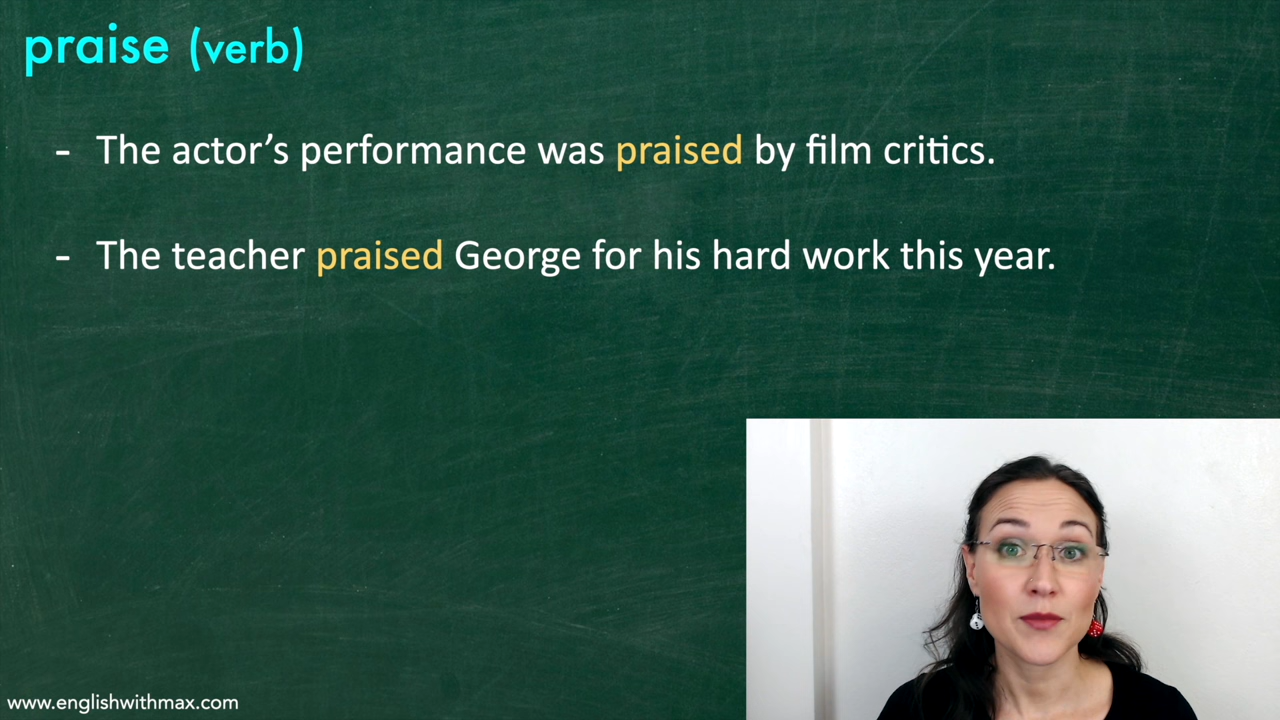 praise (verb)
- The actor's performance was praised by film critics.
- The teacher praised George for his hard work this year.
www.englishwithmax.com